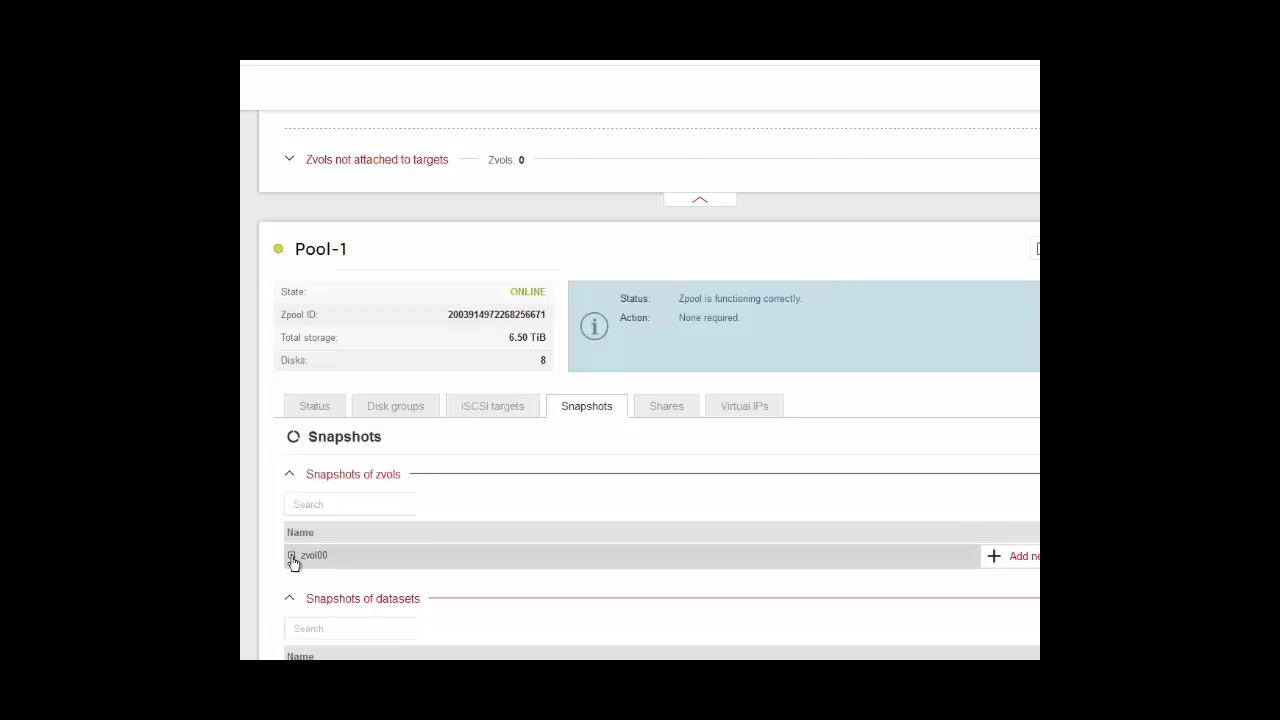 Zvols not attached to targets Zvols: 0
Pool-1
State: ONLINE
Zpool ID: 2003914972268256671
Total storage: 6.50 TiB
Disks: 8
Status: Zpool is functioning correctly.
Action: None required.
Status Disk groups iSCSI targets Snapshots Shares Virtual IPs
Snapshots
Snapshots of zvols
Search
Name
zvol00 Add ne
Snapshots of datasets
Search
Name